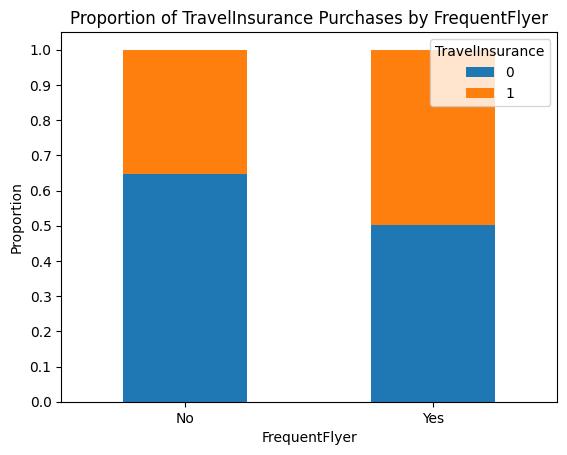 Proportion of TravelInsurance Purchases by FrequentFlyer
TravelInsurance
0
1
1.0
0.9
0.8
0.7
0.6
0.5
0.4
0.3
0.2
0.1
0.0
Proportion
No
Yes
FrequentFlyer